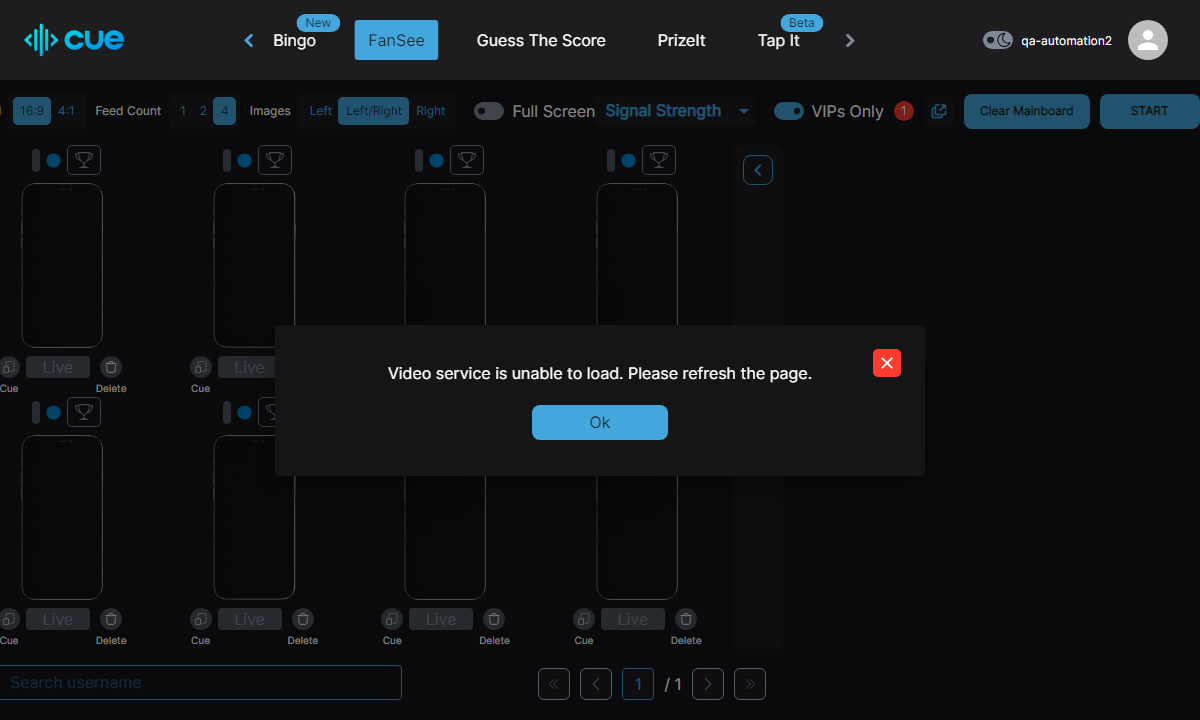 cue
New
Beta
Bingo
FanSee
Guess The Score
PrizeIt
Tap It
qa-automation2
16:9
4:1
Feed Count
1
2
4
Images
Left
Left/Right
Right
Full Screen
Signal Strength
VIPs Only
1
Clear Mainboard
START
Live
Live
Cue
Delete
Cue
Video service is unable to load. Please refresh the page.
Ok
Live
Live
Live
Live
Cue
Delete
Cue
Delete
Cue
Delete
Cue
Delete
Search username
1
/ 1